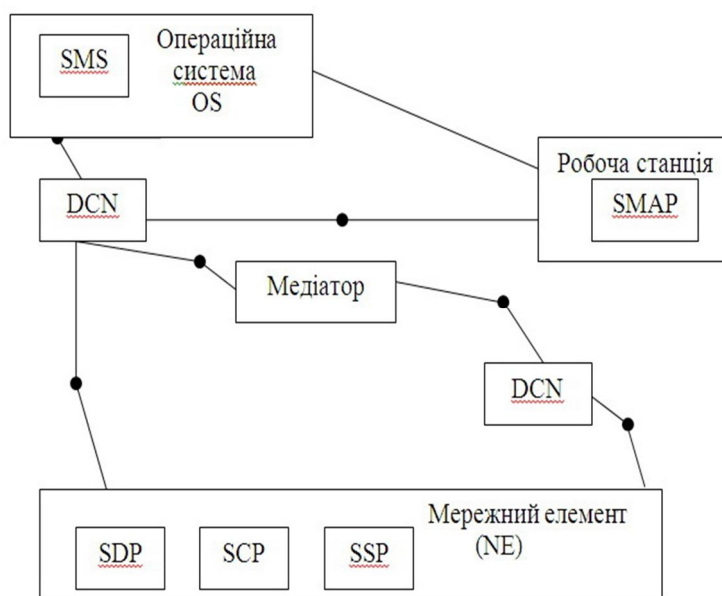 SMS
Операційна
система
OS
Робоча станція
SMAP
DCN
Медіатор
DCN
Мережний елемент
(NE)
SDP
SCP
SSP